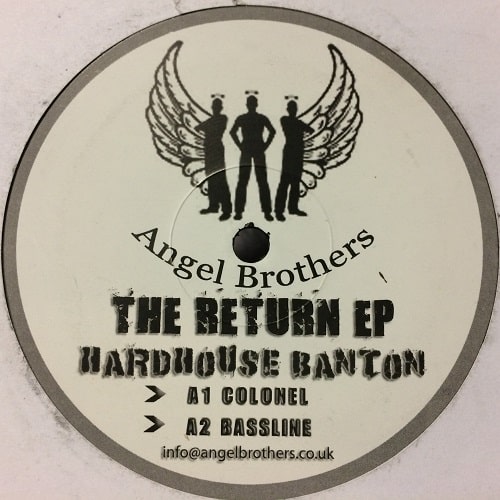 Angel Brothers
THE RETURN EP
HARDHOUSE BANTON
A1 COLONEL
A2 BASSLINE
info@angelbrothers.co.uk